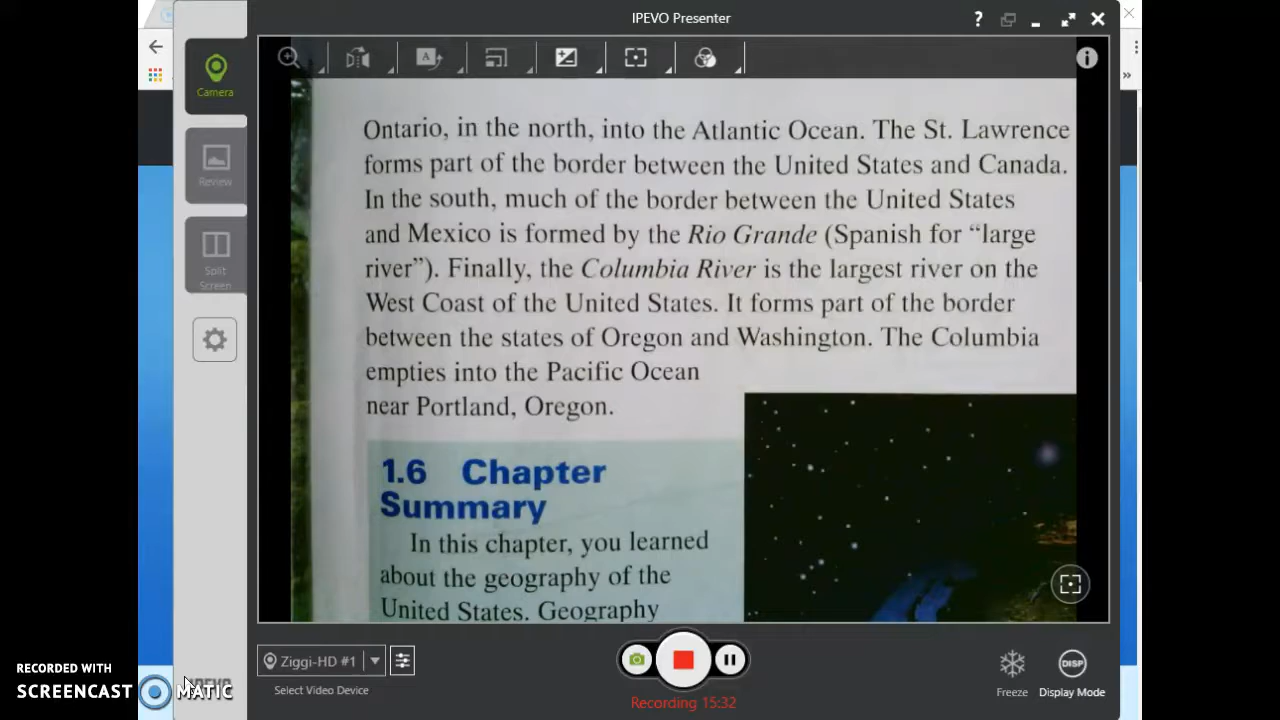 IPEVO Presenter
?
Camera
Review
Split
Screen
Ontario, in the north, into the Atlantic Ocean. The St. Lawrence
forms part of the border between the United States and Canada.
In the south, much of the border between the United States
and Mexico is formed by the Rio Grande (Spanish for “large
river”). Finally, the Columbia River is the largest river on the
West Coast of the United States. It forms part of the border
between the states of Oregon and Washington. The Columbia
empties into the Pacific Ocean
near Portland, Oregon.
1.6 Chapter
Summary
In this chapter, you learned
about the geography of the
United States. Geography
Ziggi-HD #1
Select Video Device
Recording 15:32
Freeze
DISP
Display Mode
RECORDED WITH
SCREENCAST MATIC